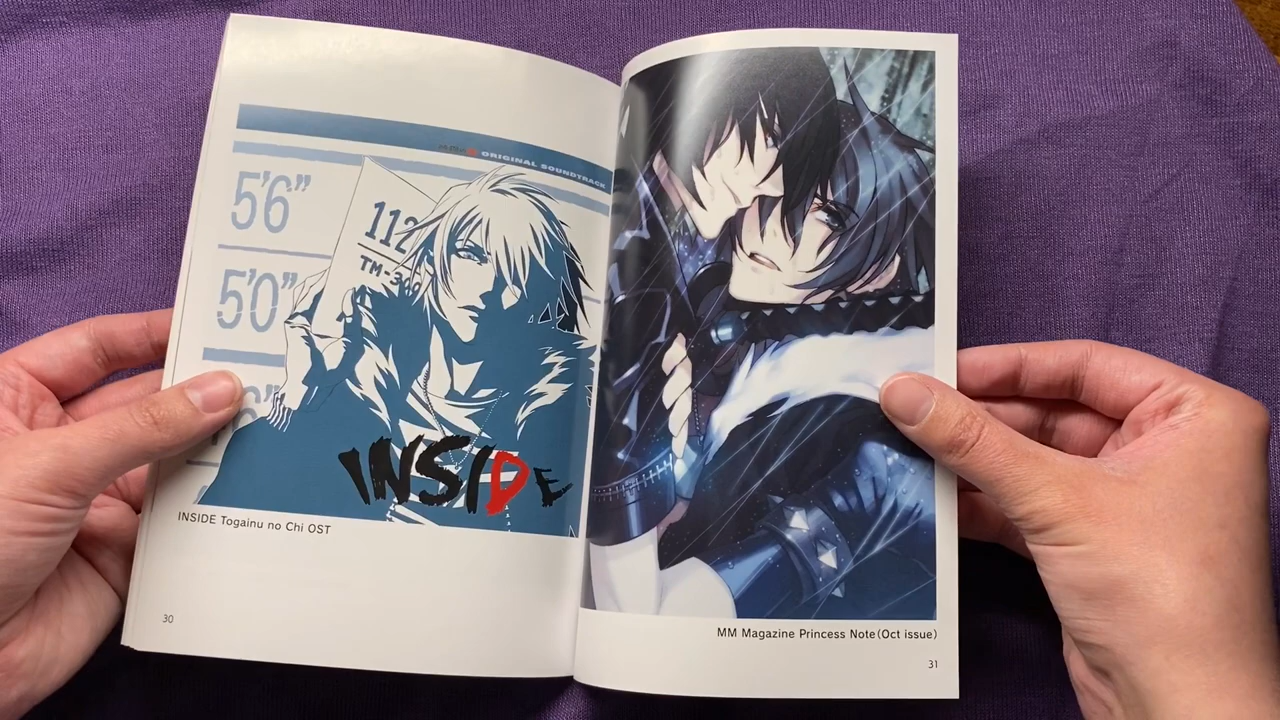 ORIGINAL SOUNDTRACK
5'6"
112
TM-3
5'0"
INSIDE
INSIDE Togainu no Chi OST
30
MM Magazine Princess Note(Oct issue)
31